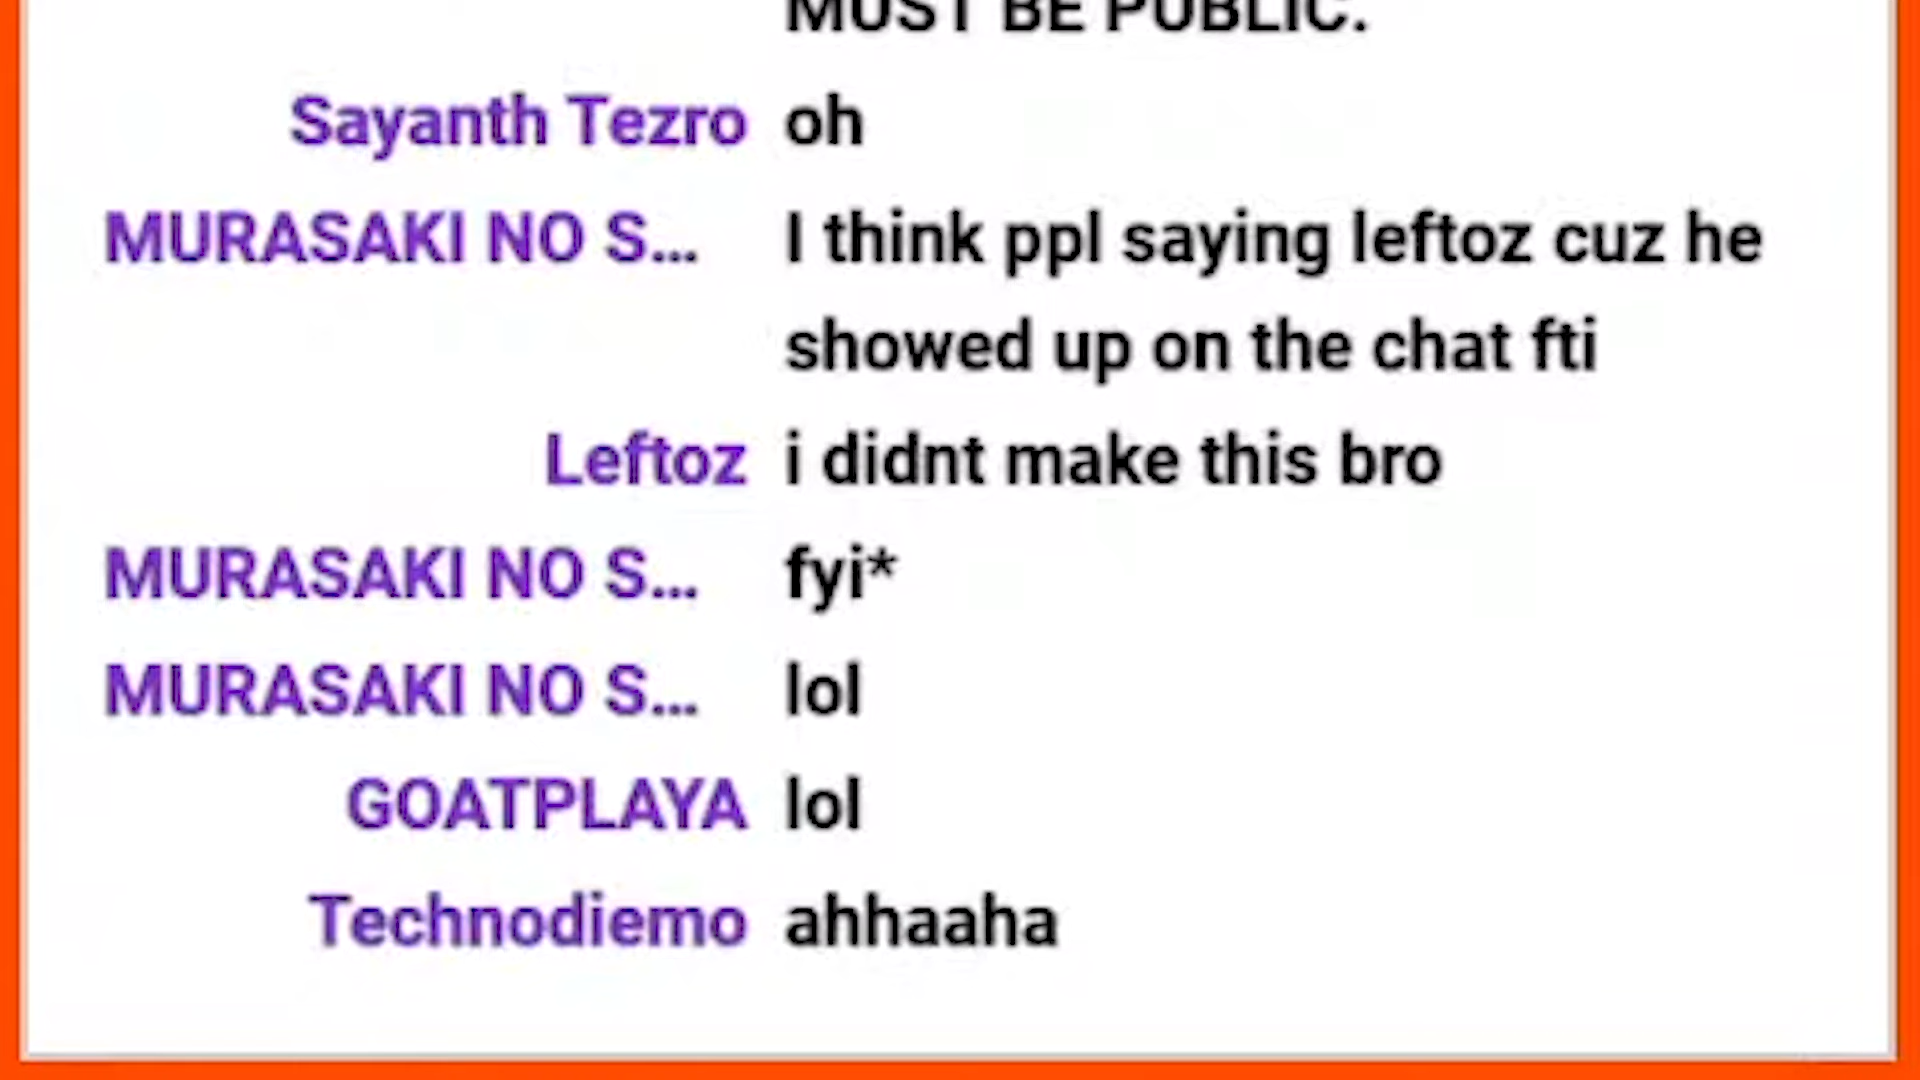 MUST BE PUBLIC.
Sayanth Tezro oh
MURASAKI NO S... I think ppl saying leftoz cuz he
showed up on the chat fti
Leftoz i didnt make this bro
MURASAKI NO S... fyi*
MURASAKI NO S... lol
GOATPLAYA lol
Technodiemo ahhaaha